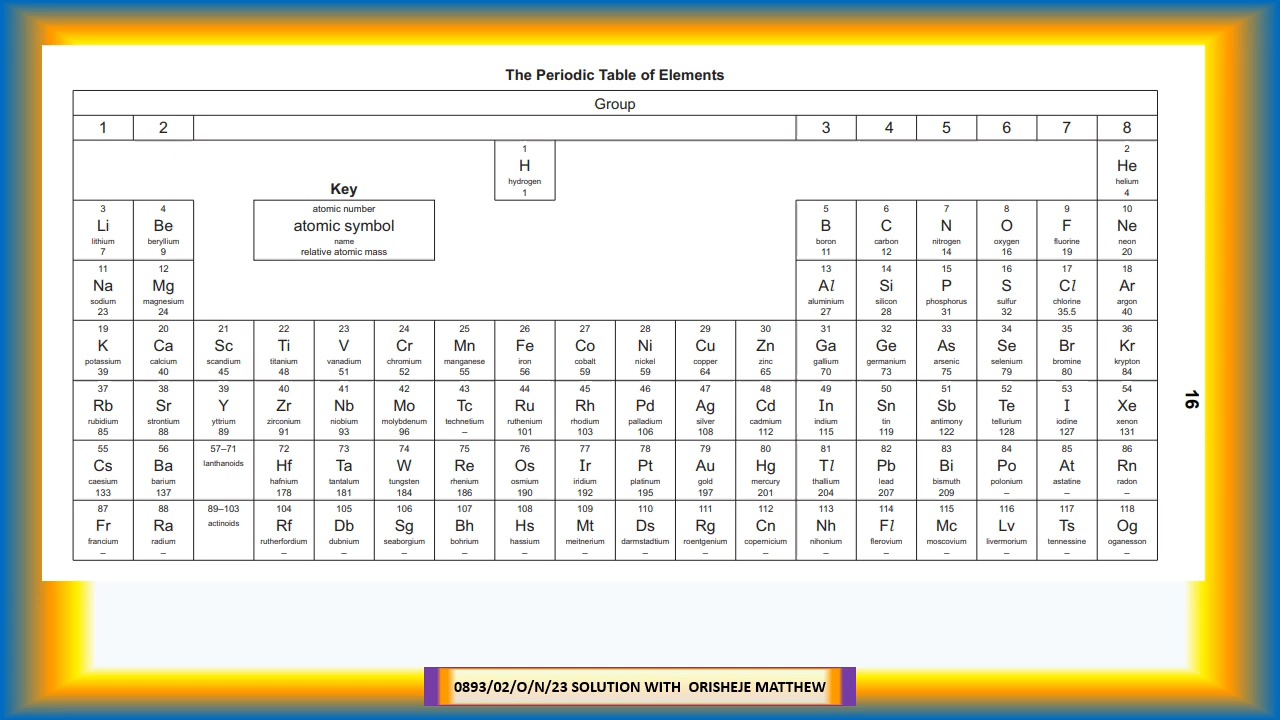 The Periodic Table of Elements
Group
1 2 3 4 5 6 7 8
1 2
H He
hydrogen helium
1 4
Key
atomic number
atomic symbol
name
relative atomic mass
3 4 5 6 7 8 9 10
Li Be B C N O F Ne
lithium beryllium boron carbon nitrogen oxygen fluorine neon
7 9 11 12 14 16 19 20
11 12 13 14 15 16 17 18
Na Mg Al Si P S Cl Ar
sodium magnesium aluminium silicon phosphorus sulfur chlorine argon
23 24 27 28 31 32 35.5 40
19 20 21 22 23 24 25 26 27 28 29 30 31 32 33 34 35 36
K Ca Sc Ti V Cr Mn Fe Co Ni Cu Zn Ga Ge As Se Br Kr
potassium calcium scandium titanium vanadium chromium manganese iron cobalt nickel copper zinc gallium germanium arsenic selenium bromine krypton
39 40 45 48 51 52 55 56 59 59 64 65 70 73 75 79 80 84
37 38 39 40 41 42 43 44 45 46 47 48 49 50 51 52 53 54
Rb Sr Y Zr Nb Mo Tc Ru Rh Pd Ag Cd In Sn Sb Te I Xe
rubidium strontium yttrium zirconium niobium molybdenum technetium ruthenium rhodium palladium silver cadmium indium tin antimony tellurium iodine xenon
85 88 89 91 93 96 – 101 103 106 108 112 115 119 122 128 127 131
55 56 57–71 72 73 74 75 76 77 78 79 80 81 82 83 84 85 86
Cs Ba lanthanoids Hf Ta W Re Os Ir Pt Au Hg Tl Pb Bi Po At Rn
caesium barium hafnium tantalum tungsten rhenium osmium iridium platinum gold mercury thallium lead bismuth polonium astatine radon
133 137 178 181 184 186 190 192 195 197 201 204 207 209 – – –
87 88 89–103 104 105 106 107 108 109 110 111 112 113 114 115 116 117 118
Fr Ra actinoids Rf Db Sg Bh Hs Mt Ds Rg Cn Nh Fl Mc Lv Ts Og
francium radium rutherfordium dubnium seaborgium bohrium hassium meitnerium darmstadtium roentgenium copernicium nihonium flerovium moscovium livermorium tennessine oganesson
– – – – – – – – – – – – – – – – –
16
0893/02/O/N/23 SOLUTION WITH ORISHEJE MATTHEW